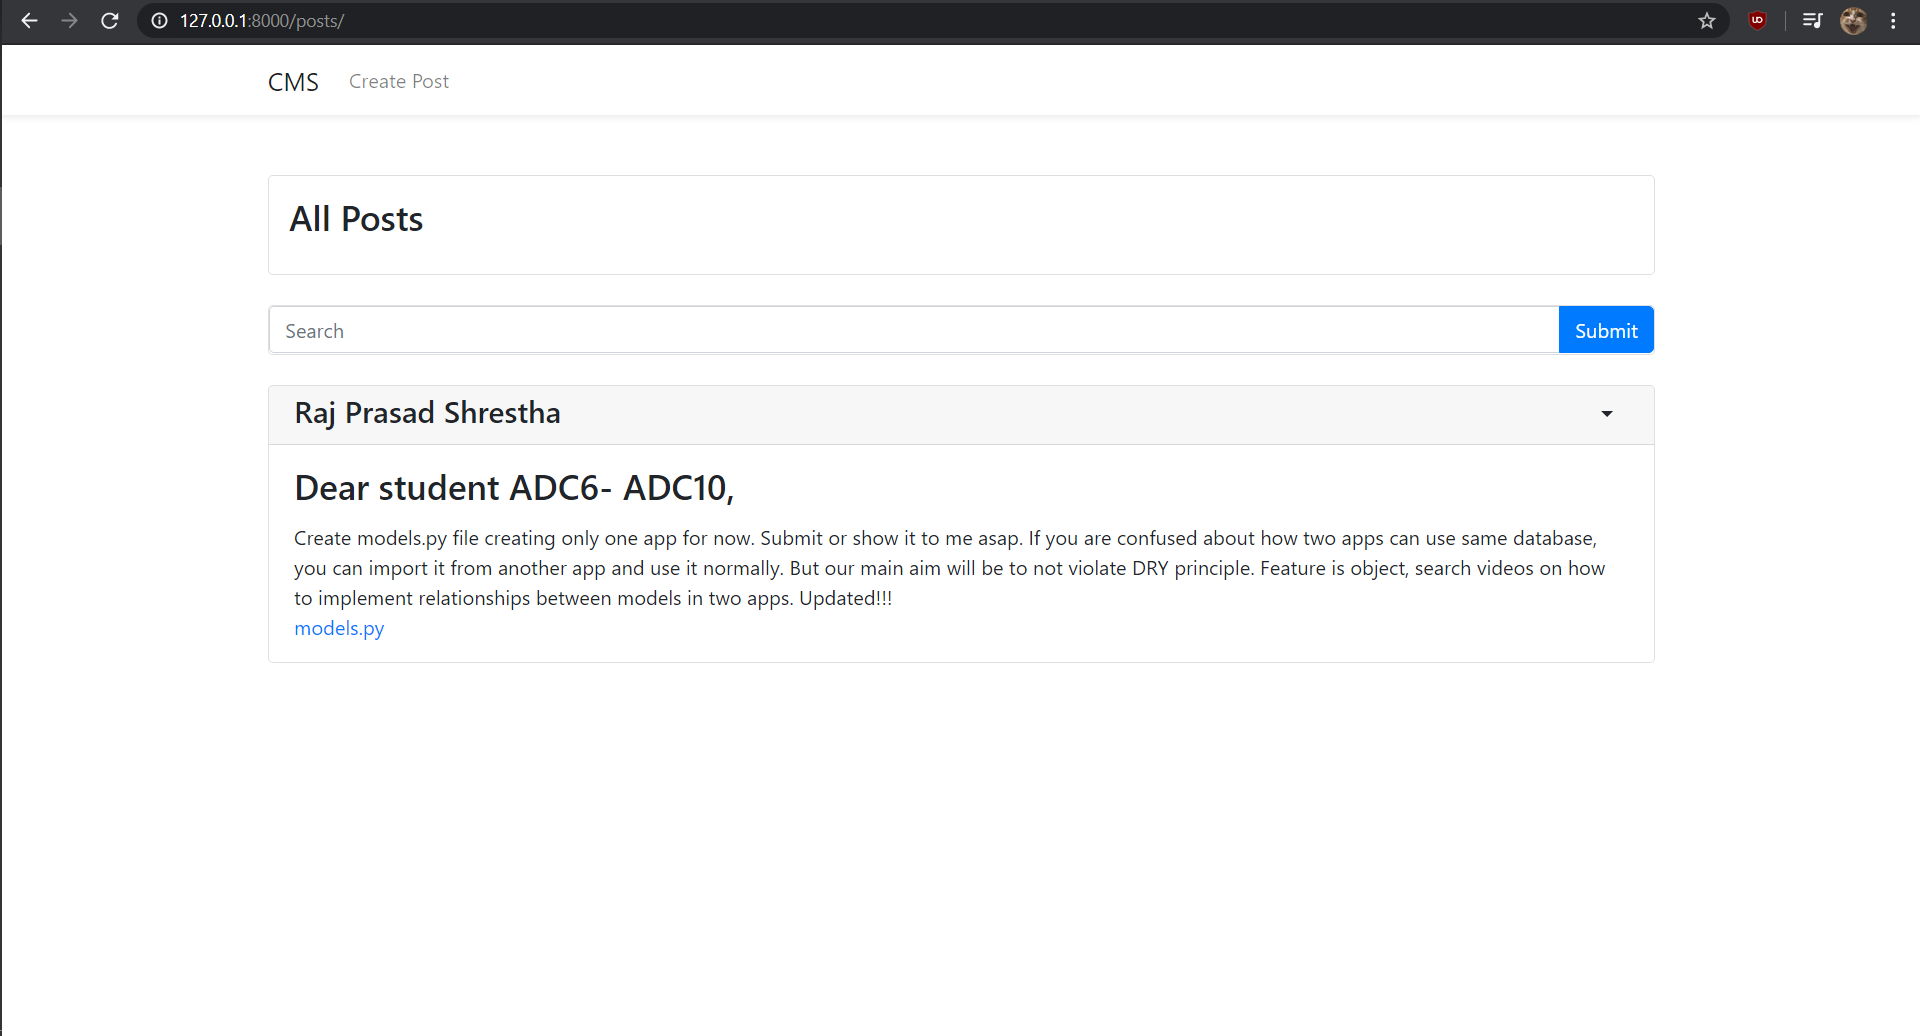 127.0.0.1:8000/posts/
CMS Create Post
All Posts
Search Submit
Raj Prasad Shrestha
Dear student ADC6- ADC10,
Create models.py file creating only one app for now. Submit or show it to me asap. If you are confused about how two apps can use same database,
you can import it from another app and use it normally. But our main aim will be to not violate DRY principle. Feature is object, search videos on how
to implement relationships between models in two apps. Updated!!!
models.py